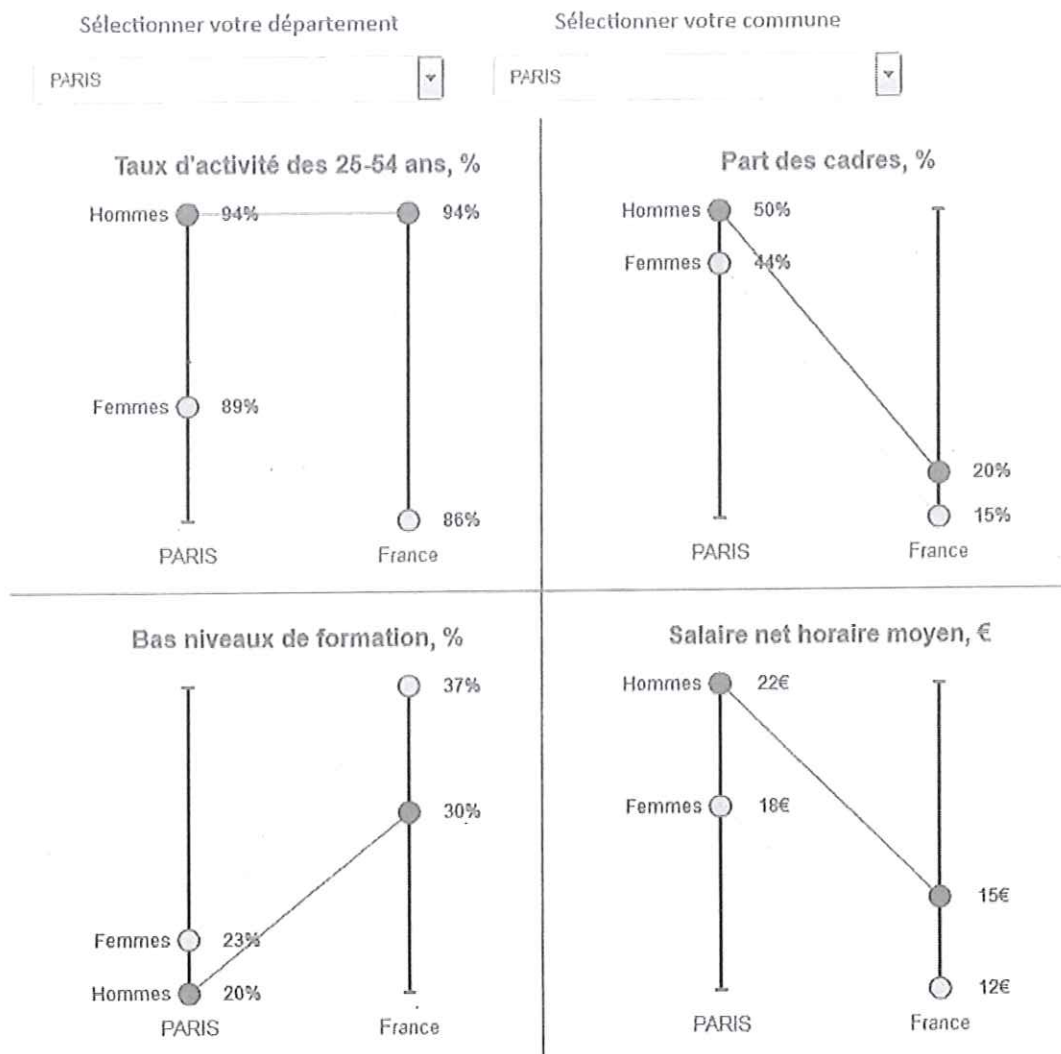 Sélectionner votre département
Sélectionner votre commune
PARIS
PARIS
Taux d'activité des 25-54 ans, %
Hommes 94% 94%
Femmes 89%
86%
PARIS France
Part des cadres, %
Hommes 50%
Femmes 44%
20%
15%
PARIS France
Bas niveaux de formation, %
37%
30%
Femmes 23%
Hommes 20%
PARIS France
Salaire net horaire moyen, €
Hommes 22€
Femmes 18€
15€
12€
PARIS France